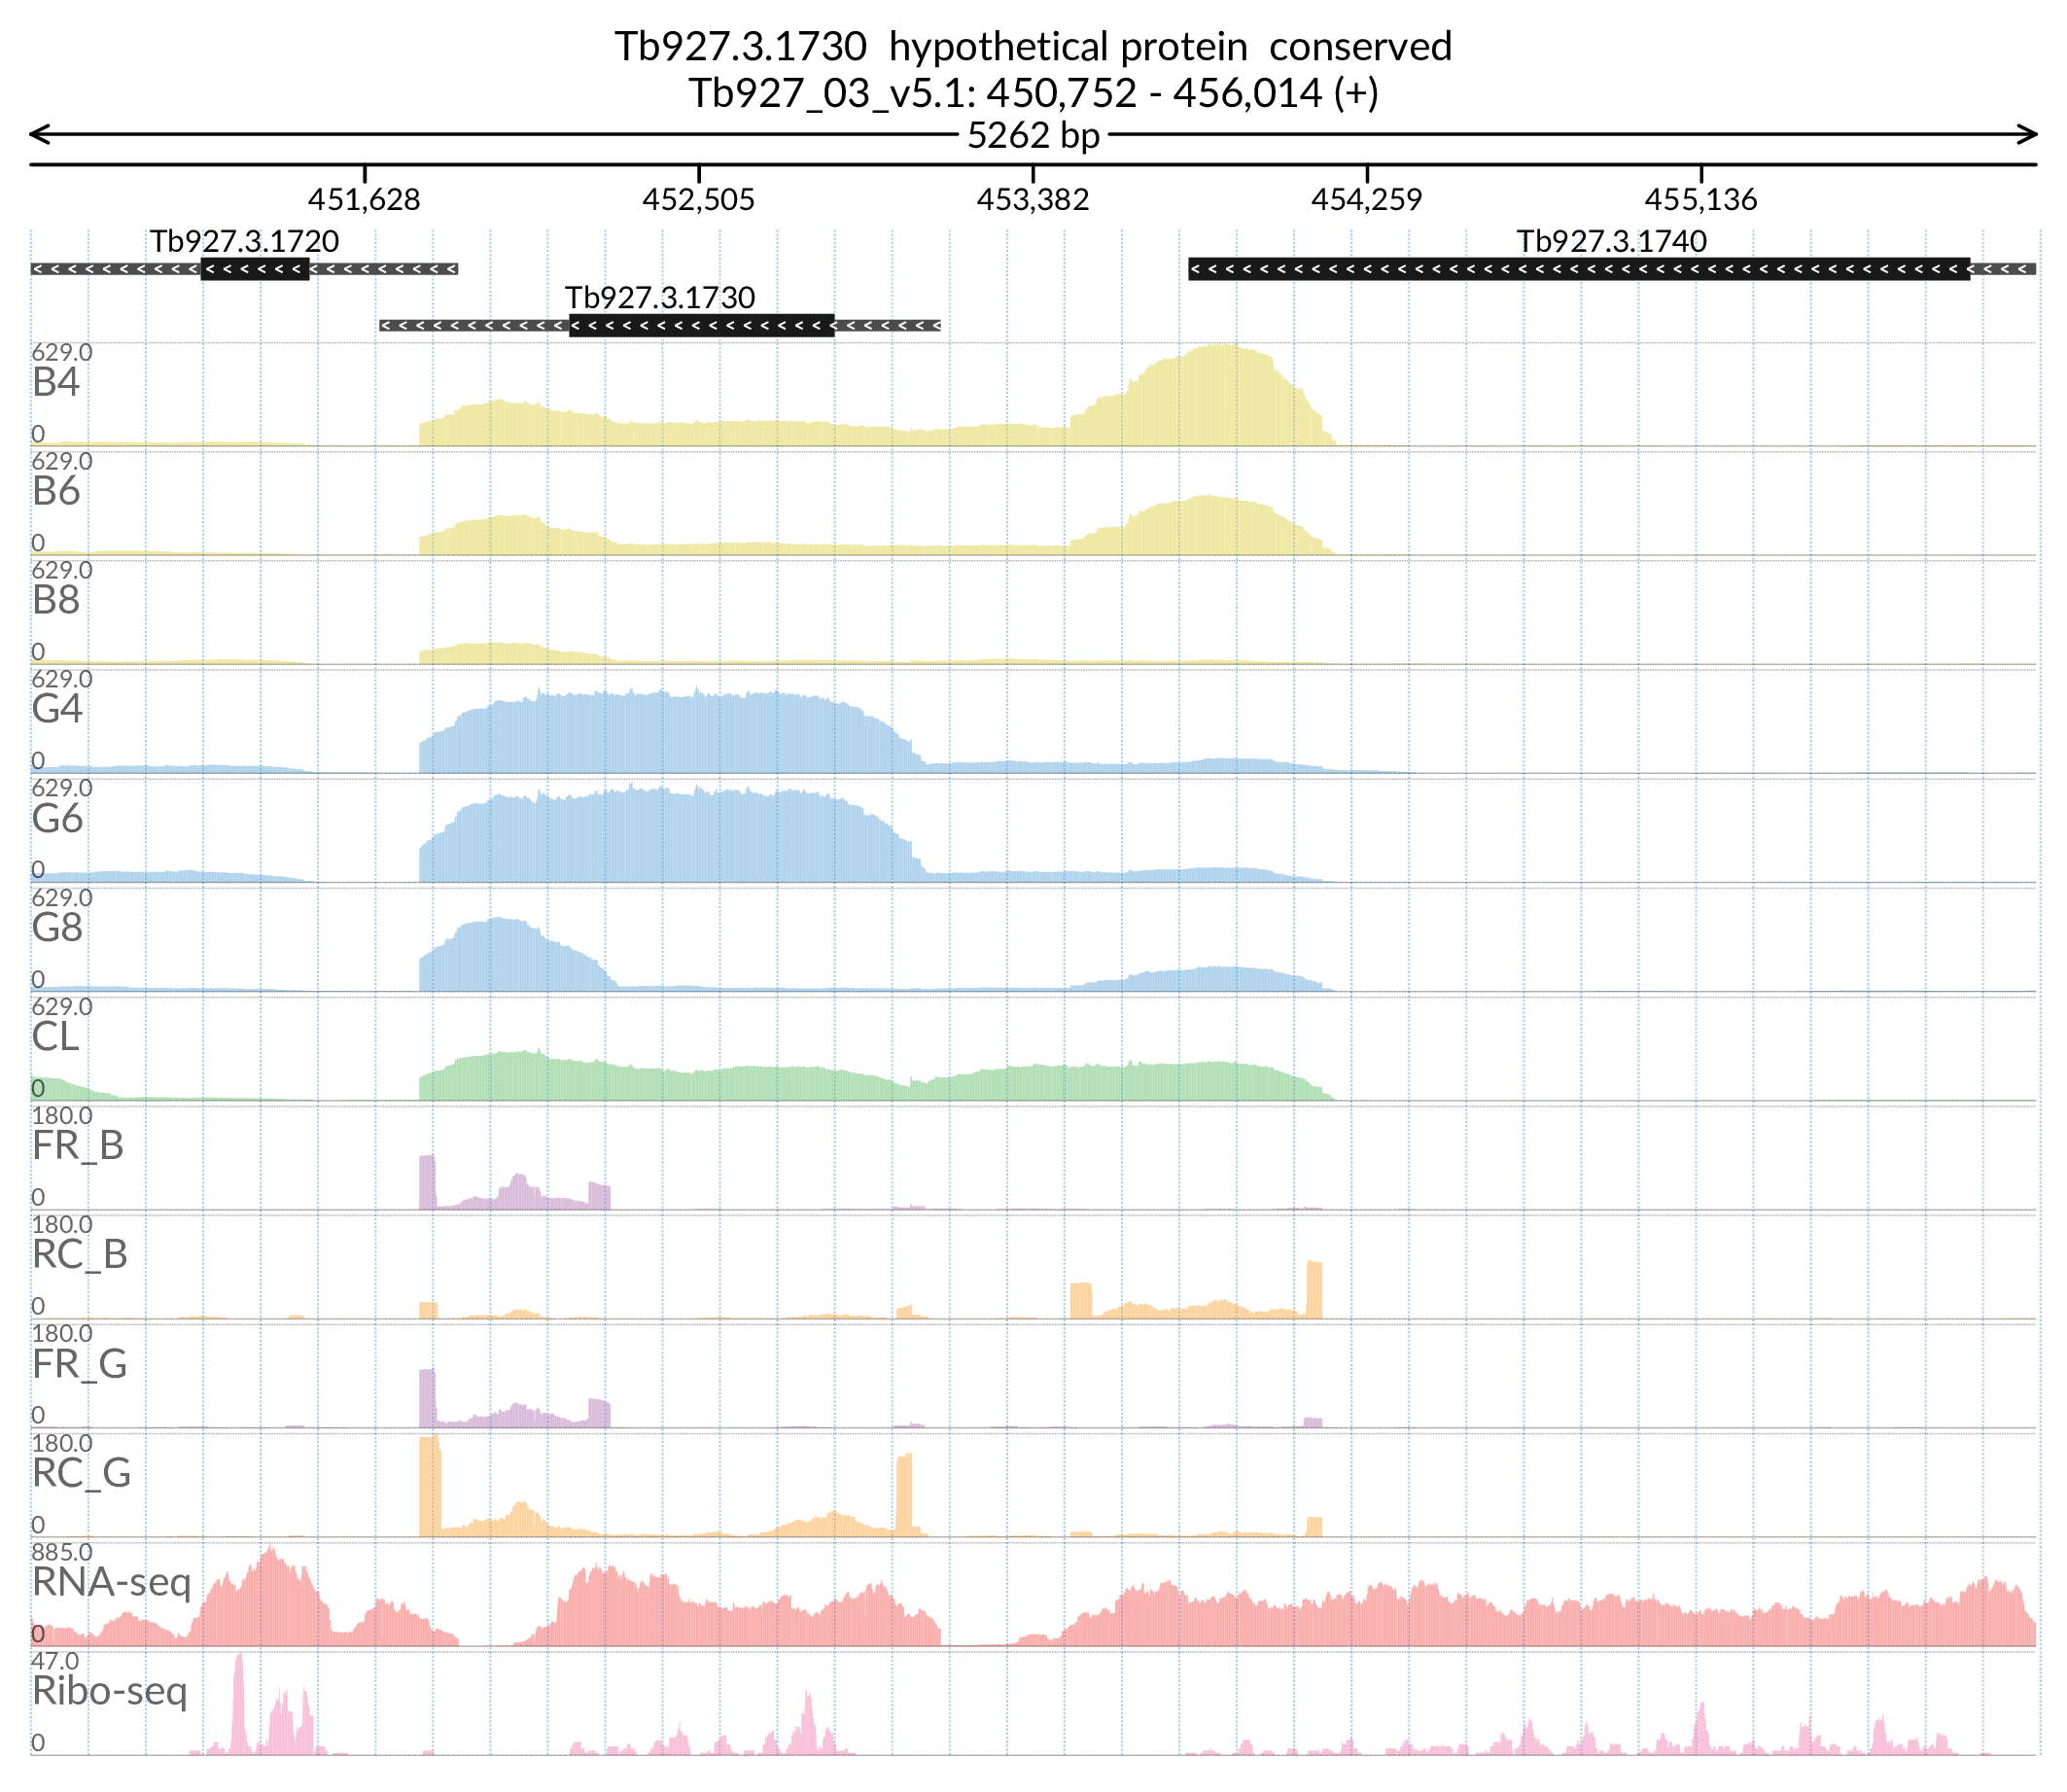 Tb927.3.1730 hypothetical protein conserved
Tb927_03_v5.1: 450,752 - 456,014 (+)
5262 bp
451,628 452,505 453,382 454,259 455,136
Tb927.3.1720 Tb927.3.1740
Tb927.3.1730
629.0
B4
0
629.0
B6
0
629.0
B8
0
629.0
G4
0
629.0
G6
0
629.0
G8
0
629.0
CL
0
180.0
FR_B
0
180.0
RC_B
0
180.0
FR_G
0
180.0
RC_G
0
885.0
RNA-seq
0
47.0
Ribo-seq
0